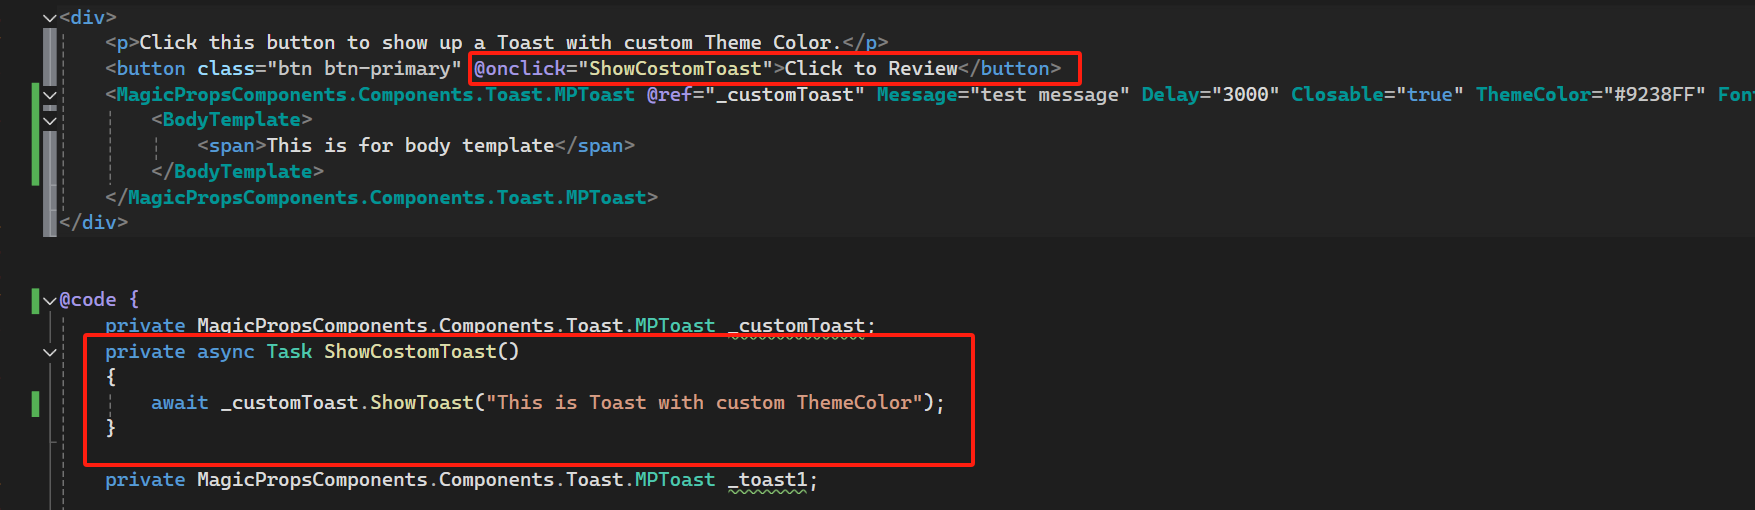 <div>
<p>Click this button to show up a Toast with custom Theme Color.</p>
<button class="btn btn-primary" @onclick="ShowCostomToast">Click to Review</button>
<MagicPropsComponents.Components.Toast.MPToast @ref="_customToast" Message="test message" Delay="3000" Closable="true" ThemeColor="#9238FF" Font
<BodyTemplate>
<span>This is for body template</span>
</BodyTemplate>
</MagicPropsComponents.Components.Toast.MPToast>
</div>
@code {
private MagicPropsComponents.Components.Toast.MPToast _customToast;
private async Task ShowCostomToast()
{
await _customToast.ShowToast("This is Toast with custom ThemeColor");
}
private MagicPropsComponents.Components.Toast.MPToast _toast1;